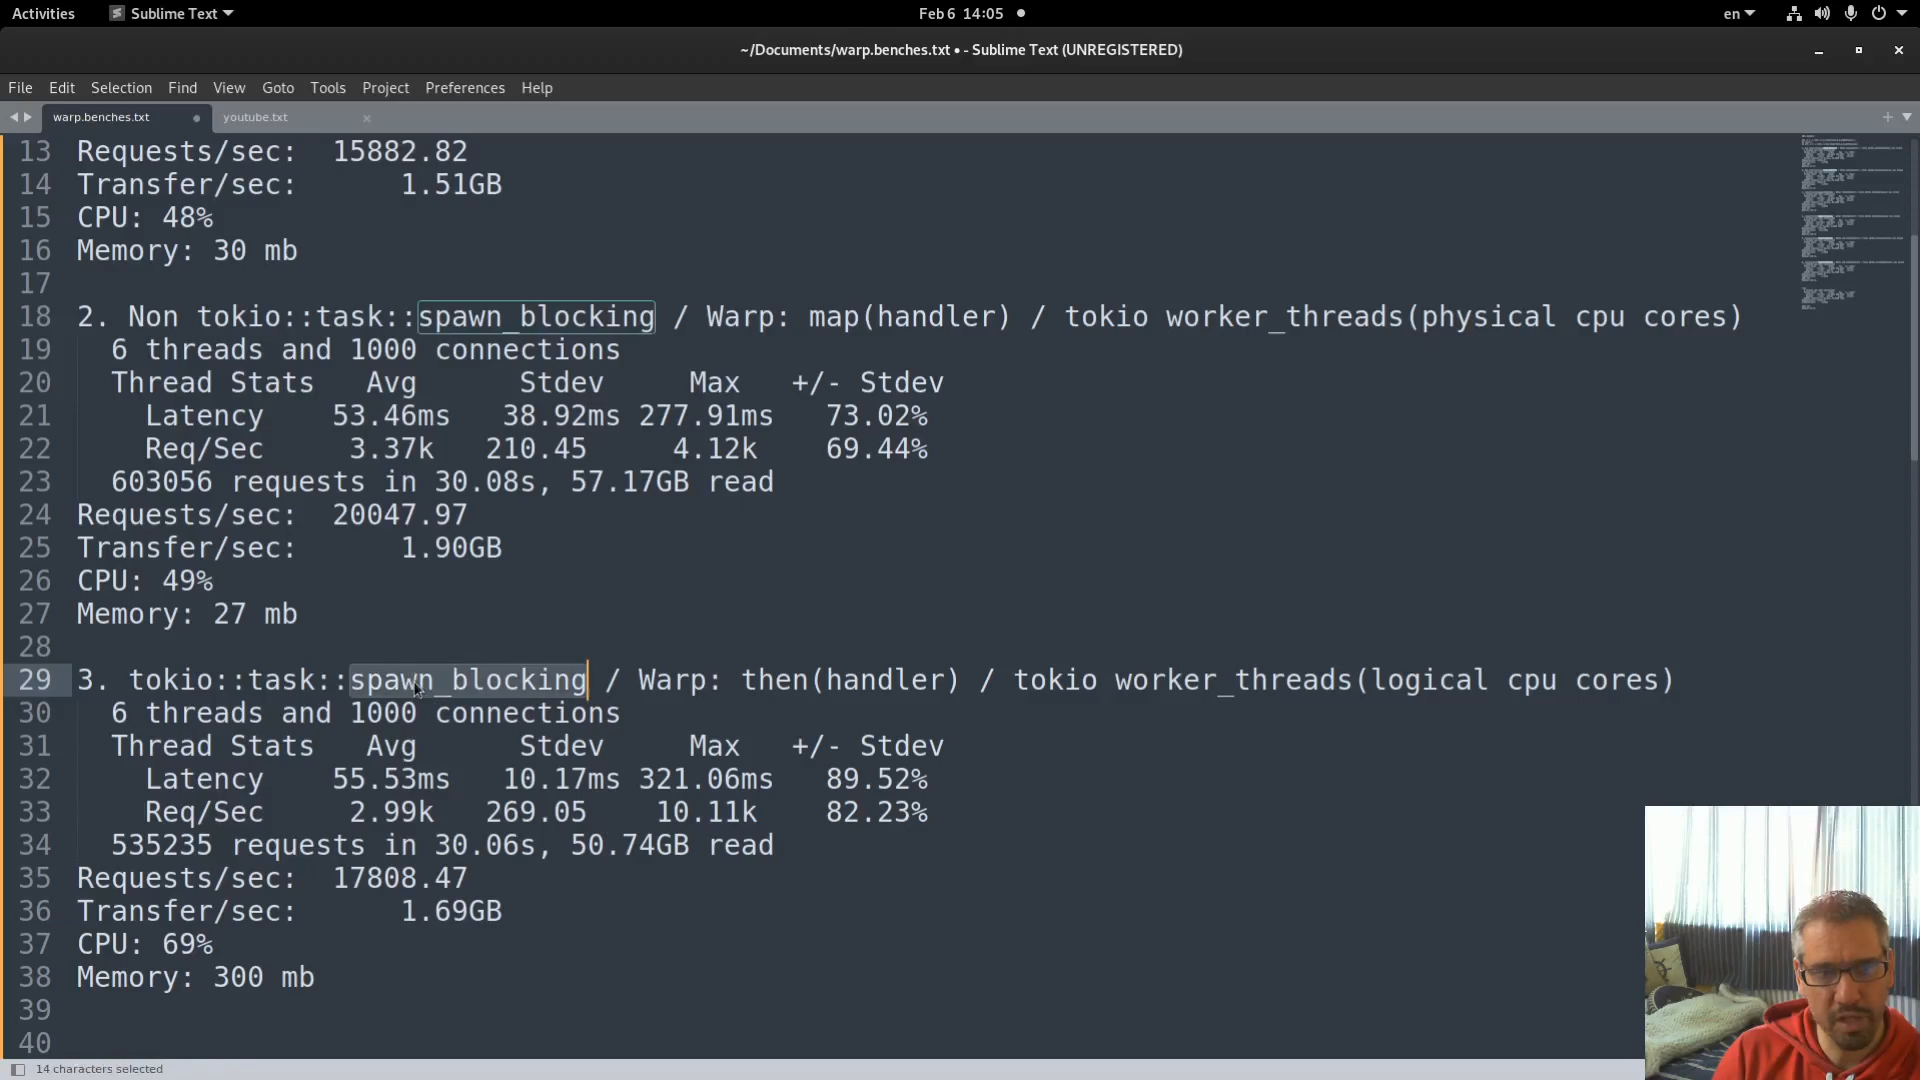 Activities Sublime Text Feb 6 14:05 en
~/Documents/warp.benches.txt • - Sublime Text (UNREGISTERED)
File Edit Selection Find View Goto Tools Project Preferences Help
warp.benches.txt youtube.txt
13 Requests/sec: 15882.82
14 Transfer/sec: 1.51GB
15 CPU: 48%
16 Memory: 30 mb
17
18 2. Non tokio::task::spawn_blocking / Warp: map(handler) / tokio worker_threads(physical cpu cores)
19 6 threads and 1000 connections
20 Thread Stats Avg Stdev Max +/- Stdev
21 Latency 53.46ms 38.92ms 277.91ms 73.02%
22 Req/Sec 3.37k 210.45 4.12k 69.44%
23 603056 requests in 30.08s, 57.17GB read
24 Requests/sec: 20047.97
25 Transfer/sec: 1.90GB
26 CPU: 49%
27 Memory: 27 mb
28
29 3. tokio::task::spawn_blocking / Warp: then(handler) / tokio worker_threads(logical cpu cores)
30 6 threads and 1000 connections
31 Thread Stats Avg Stdev Max +/- Stdev
32 Latency 55.53ms 10.17ms 321.06ms 89.52%
33 Req/Sec 2.99k 269.05 10.11k 82.23%
34 535235 requests in 30.06s, 50.74GB read
35 Requests/sec: 17808.47
36 Transfer/sec: 1.69GB
37 CPU: 69%
38 Memory: 300 mb
39
40
14 characters selected